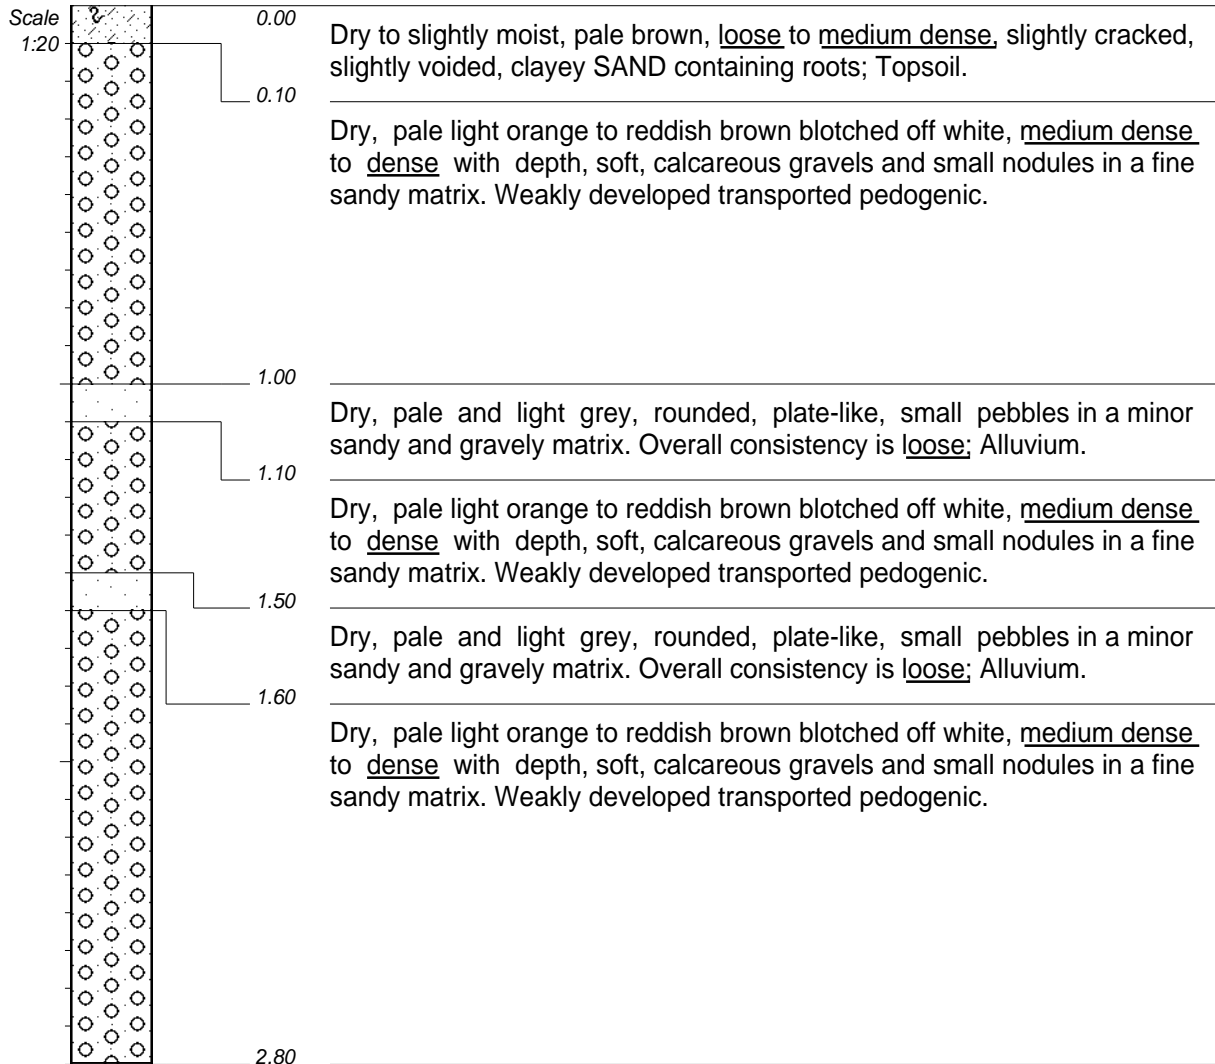 Scale
1:20
0.00
Dry to slightly moist, pale brown, loose to medium dense, slightly cracked,
slightly voided, clayey SAND containing roots; Topsoil.
0.10
Dry, pale light orange to reddish brown blotched off white, medium dense
to dense with depth, soft, calcareous gravels and small nodules in a fine
sandy matrix. Weakly developed transported pedogenic.
1.00
Dry, pale and light grey, rounded, plate-like, small pebbles in a minor
sandy and gravely matrix. Overall consistency is loose; Alluvium.
1.10
Dry, pale light orange to reddish brown blotched off white, medium dense
to dense with depth, soft, calcareous gravels and small nodules in a fine
sandy matrix. Weakly developed transported pedogenic.
1.50
Dry, pale and light grey, rounded, plate-like, small pebbles in a minor
sandy and gravely matrix. Overall consistency is loose; Alluvium.
1.60
Dry, pale light orange to reddish brown blotched off white, medium dense
to dense with depth, soft, calcareous gravels and small nodules in a fine
sandy matrix. Weakly developed transported pedogenic.
2.80